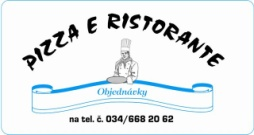 PIZZA E RISTORANTE
Objednávky
na tel. č. 034/668 20 62